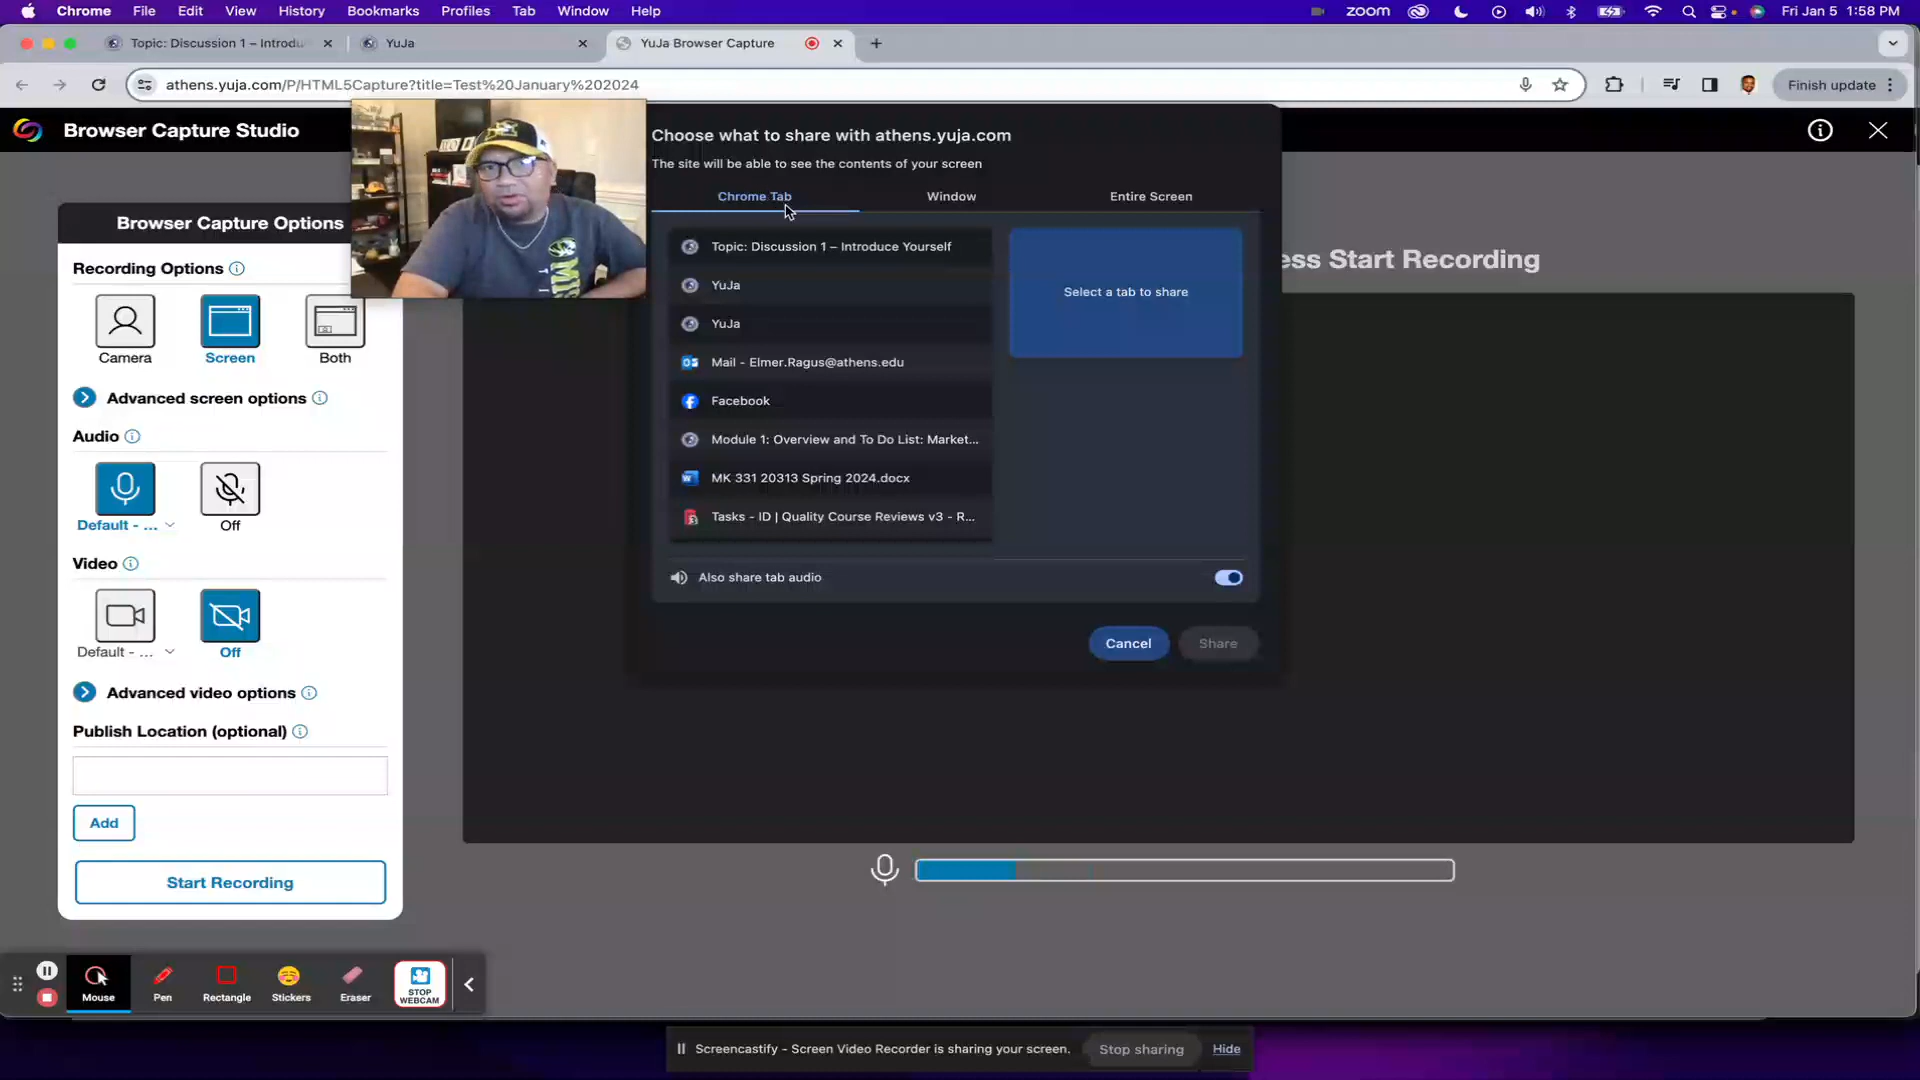 Chrome File Edit View History Bookmarks Profiles Tab Window Help zoom Fri Jan 5 1:58 PM
Topic: Discussion 1 – Introdu YuJa YuJa Browser Capture
athens.yuja.com/P/HTML5Capture?title=Test%20January%202024 Finish update
Browser Capture Studio
Choose what to share with athens.yuja.com
The site will be able to see the contents of your screen
Chrome Tab Window Entire Screen
Browser Capture Options
Recording Options
Camera Screen Both
Advanced screen options
Audio
Default - ... Off
Video
Default - ... Off
Advanced video options
Publish Location (optional)
Add
Start Recording
Topic: Discussion 1 – Introduce Yourself
YuJa
YuJa
Mail - Elmer.Ragus@athens.edu
Facebook
Module 1: Overview and To Do List: Market...
MK 331 20313 Spring 2024.docx
Tasks - ID | Quality Course Reviews v3 - R...
Select a tab to share
Also share tab audio
Cancel Share
ess Start Recording
Mouse Pen Rectangle Stickers Eraser STOP WEBCAM
Screencastify - Screen Video Recorder is sharing your screen. Stop sharing Hide